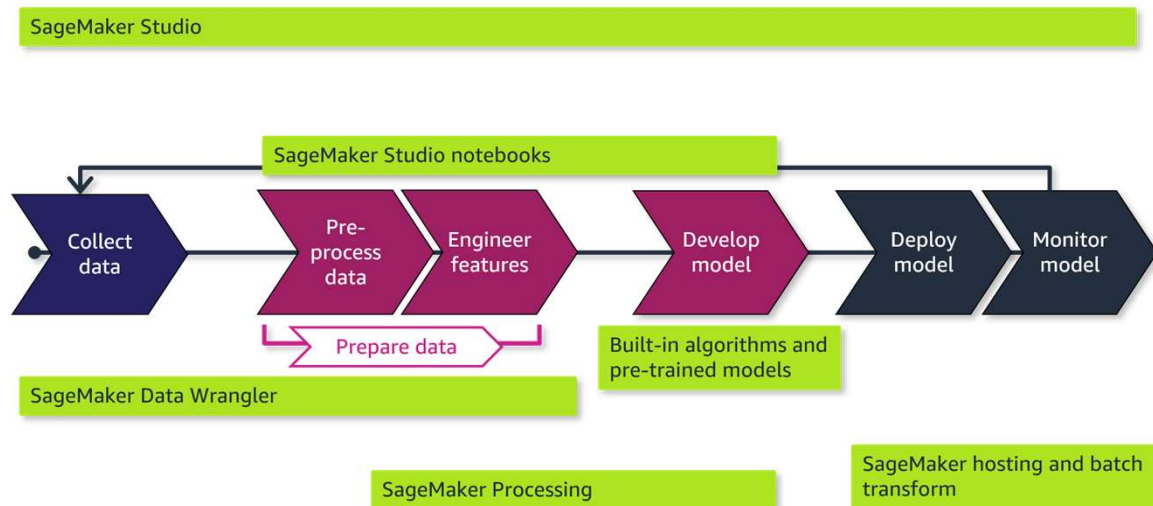 SageMaker Studio
SageMaker Studio notebooks
Collect
data
Pre-
process
data
Engineer
features
Develop
model
Deploy
model
Monitor
model
Prepare data
Built-in algorithms and
pre-trained models
SageMaker Data Wrangler
SageMaker Processing
SageMaker hosting and batch
transform